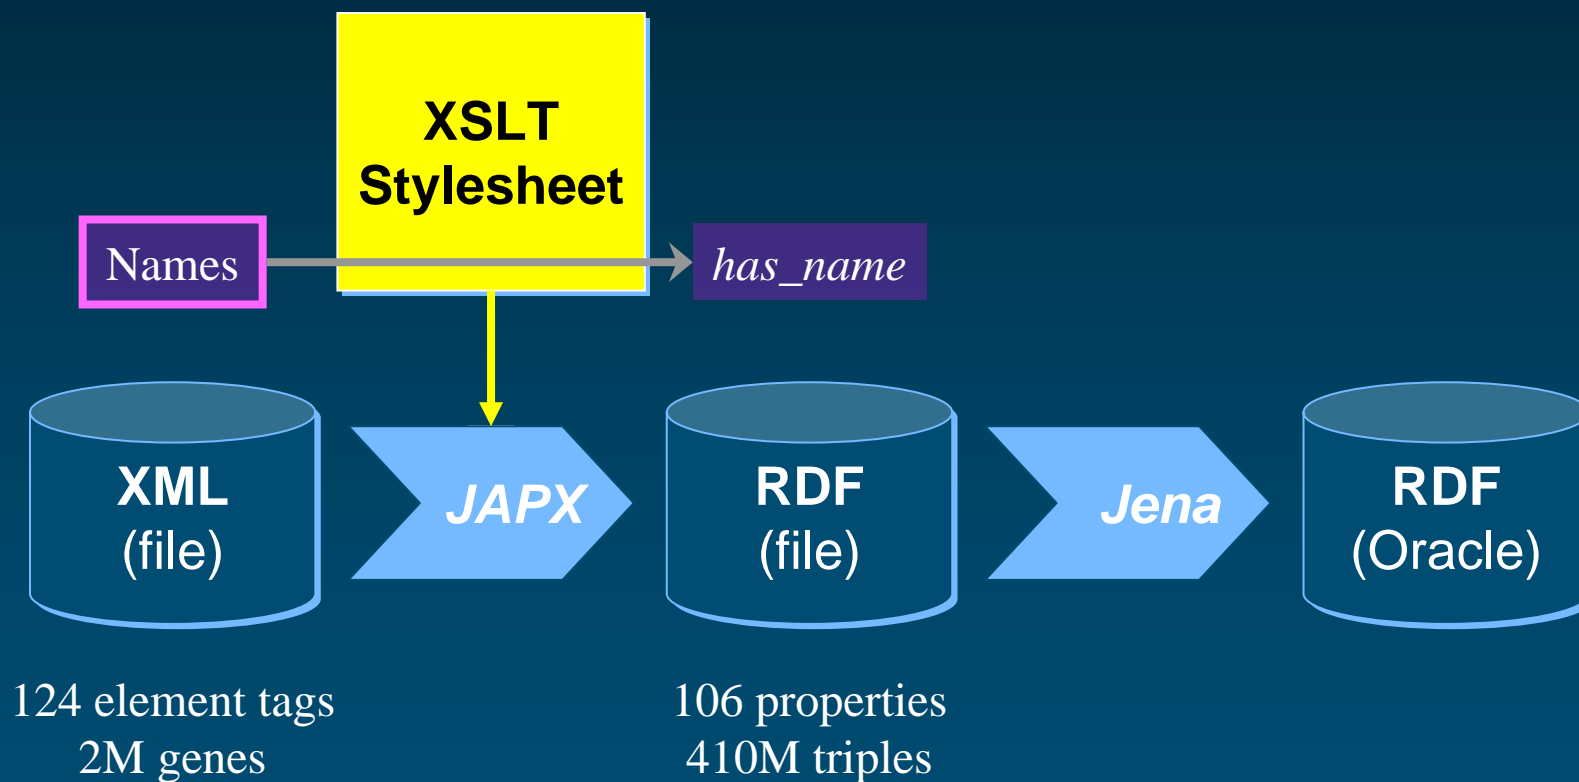 XSLT
Stylesheet
Names
has_name
XML
(file)
JAPX
RDF
(file)
Jena
RDF
(Oracle)
124 element tags
2M genes
106 properties
410M triples